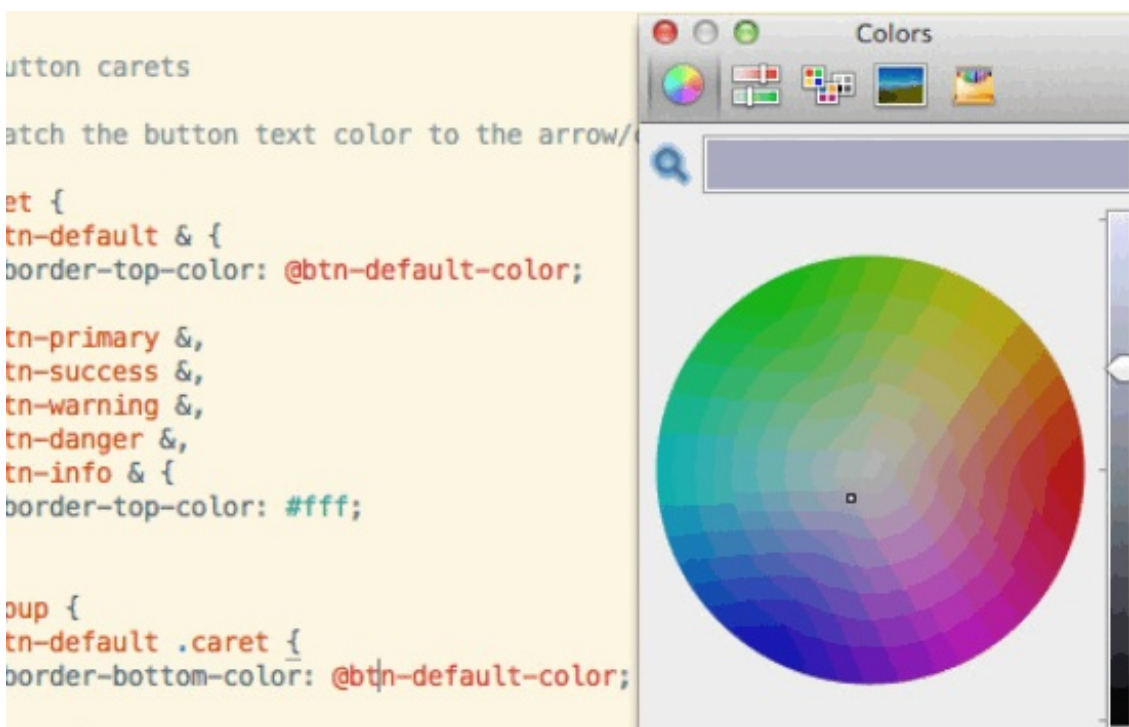 utton carets
atch the button text color to the arrow/
et {
tn-default & {
border-top-color: @btn-default-color;
tn-primary &,
tn-success &,
tn-warning &,
tn-danger &,
tn-info & {
border-top-color: #fff;
oup {
tn-default .caret {
border-bottom-color: @btn-default-color;
Colors